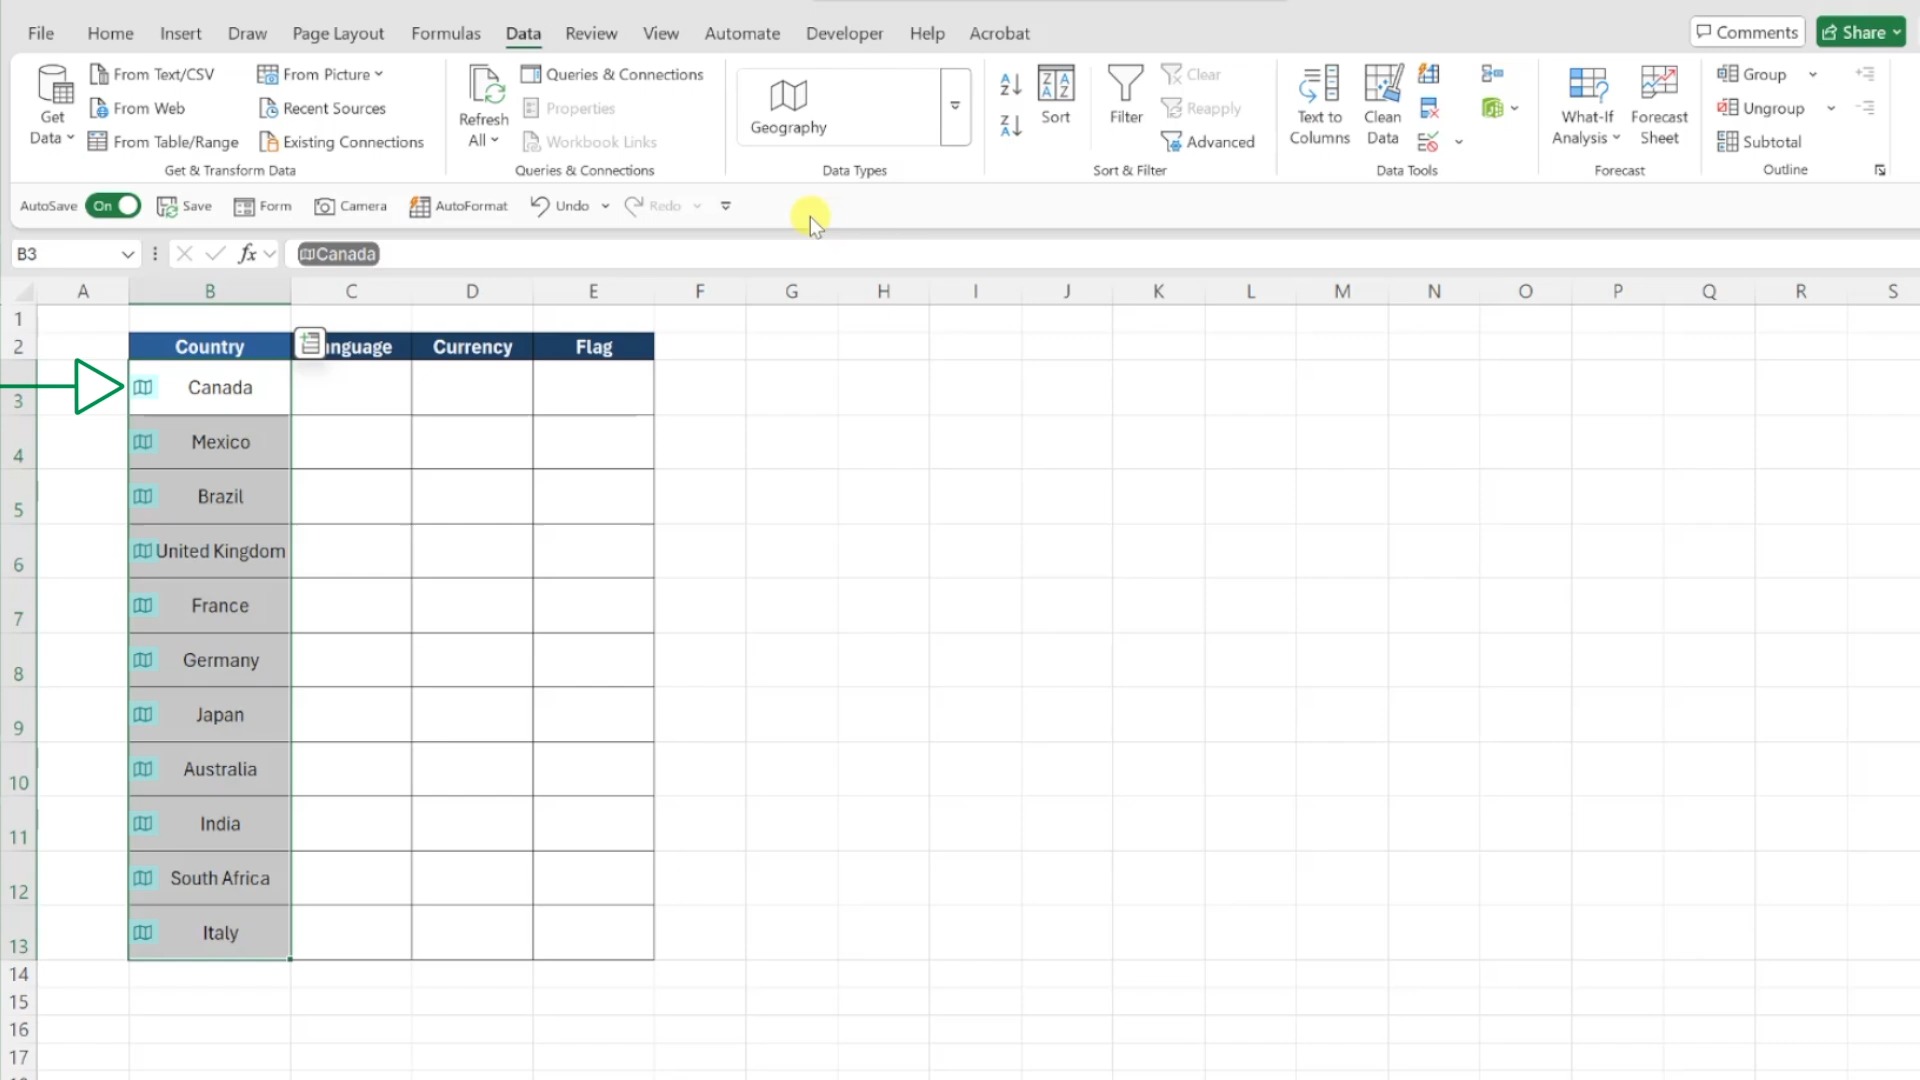 File Home Insert Draw Page Layout Formulas Data Review View Automate Developer Help Acrobat Comments Share
Get Data
From Text/CSV
From Web
From Table/Range
From Picture
Recent Sources
Existing Connections
Get & Transform Data
Refresh All
Queries & Connections
Properties
Workbook Links
Queries & Connections
Geography
Data Types
Sort
Filter
Clear
Reapply
Advanced
Sort & Filter
Text to Columns
Clean Data
Data Tools
What-If Analysis
Forecast Sheet
Forecast
Group
Ungroup
Subtotal
Outline
AutoSave On Save Form Camera AutoFormat Undo Redo
B3 fx Canada
A B C D E F G H I J K L M N O P Q R S
1
2 Country anguage Currency Flag
3 Canada
4 Mexico
5 Brazil
6 United Kingdom
7 France
8 Germany
9 Japan
10 Australia
11 India
12 South Africa
13 Italy
14
15
16
17